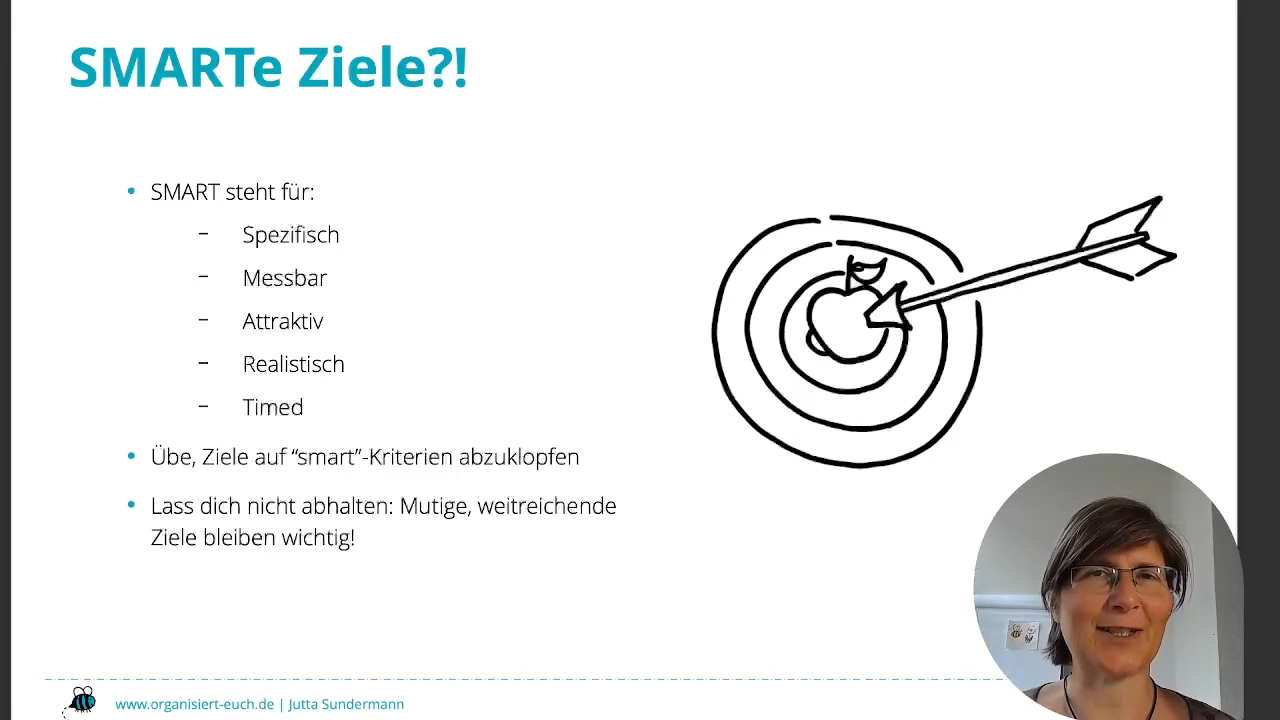 SMARTe Ziele?!
• SMART steht für:
− Spezifisch
− Messbar
− Attraktiv
− Realistisch
− Timed
• Übe, Ziele auf “smart”-Kriterien abzuklopfen
• Lass dich nicht abhalten: Mutige, weitreichende
Ziele bleiben wichtig!
www.organisiert-euch.de | Jutta Sundermann